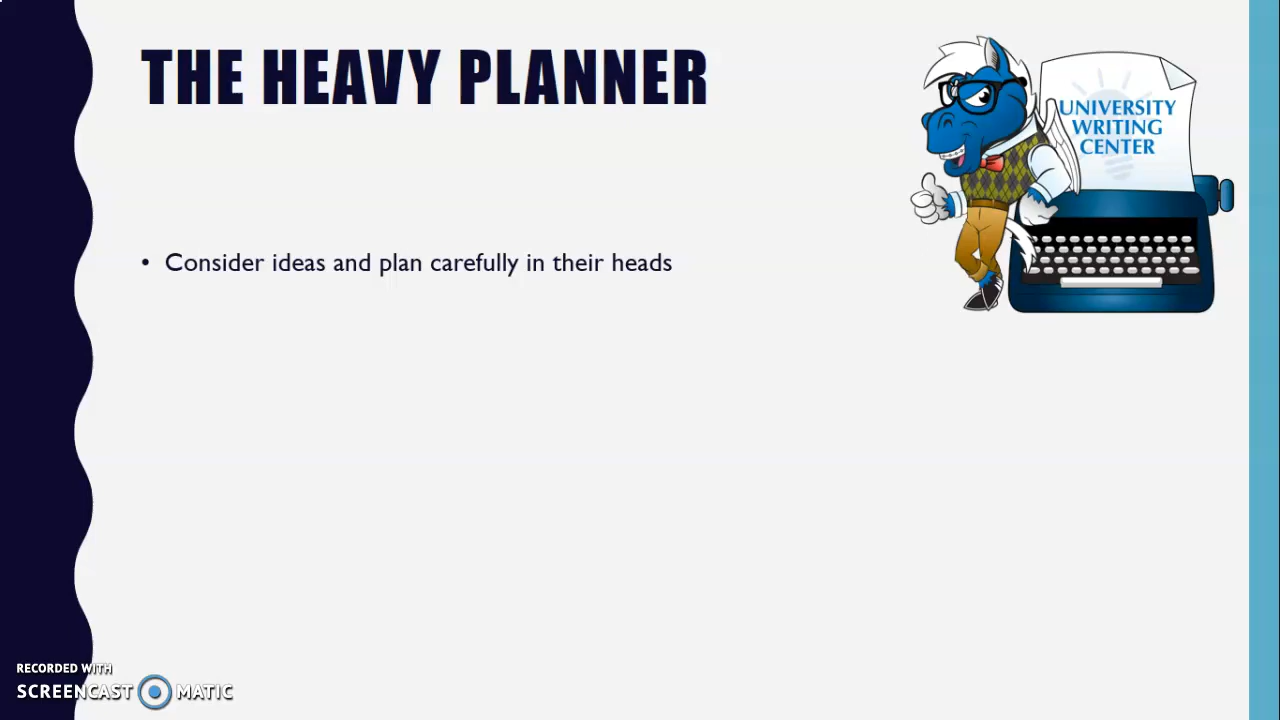 THE HEAVY PLANNER
UNIVERSITY
WRITING
CENTER
• Consider ideas and plan carefully in their heads
RECORDED WITH
SCREENCAST MATIC